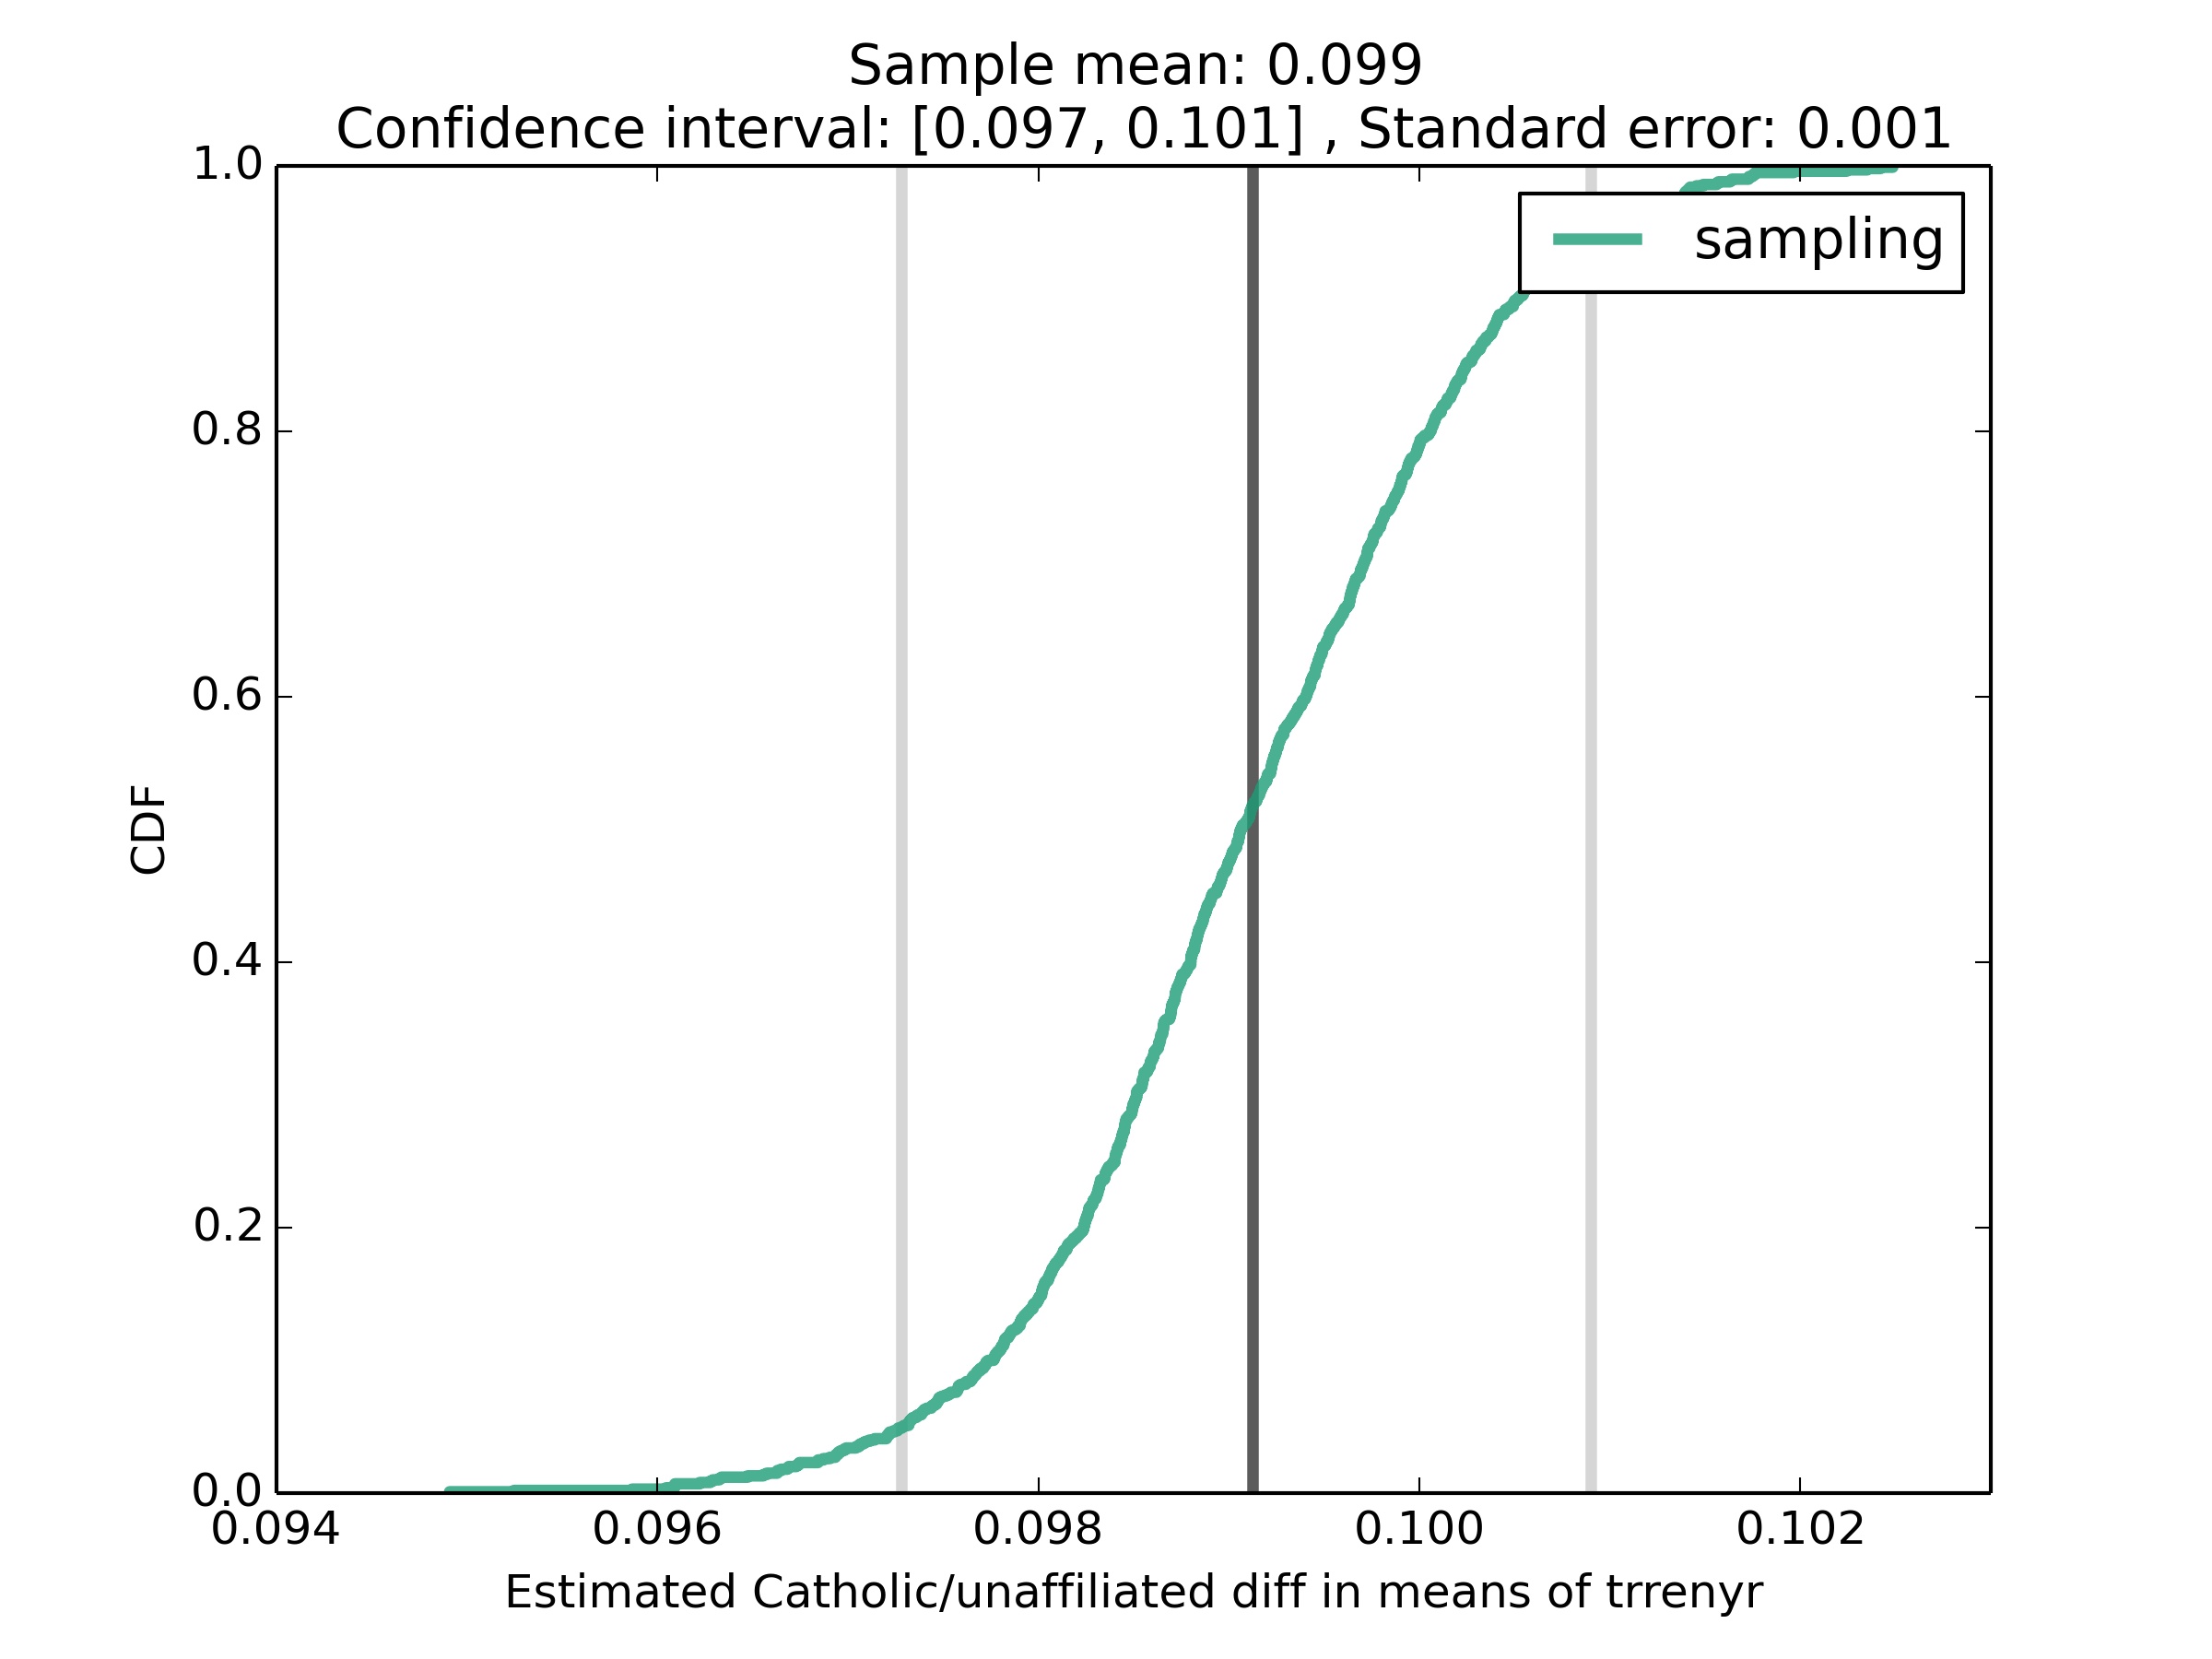 Sample mean: 0.099
Confidence interval: [0.097, 0.101] , Standard error: 0.001
sampling
1.0
0.8
0.6
0.4
0.2
0.0
CDF
0.094 0.096 0.098 0.100 0.102
Estimated Catholic/unaffiliated diff in means of trrenyr